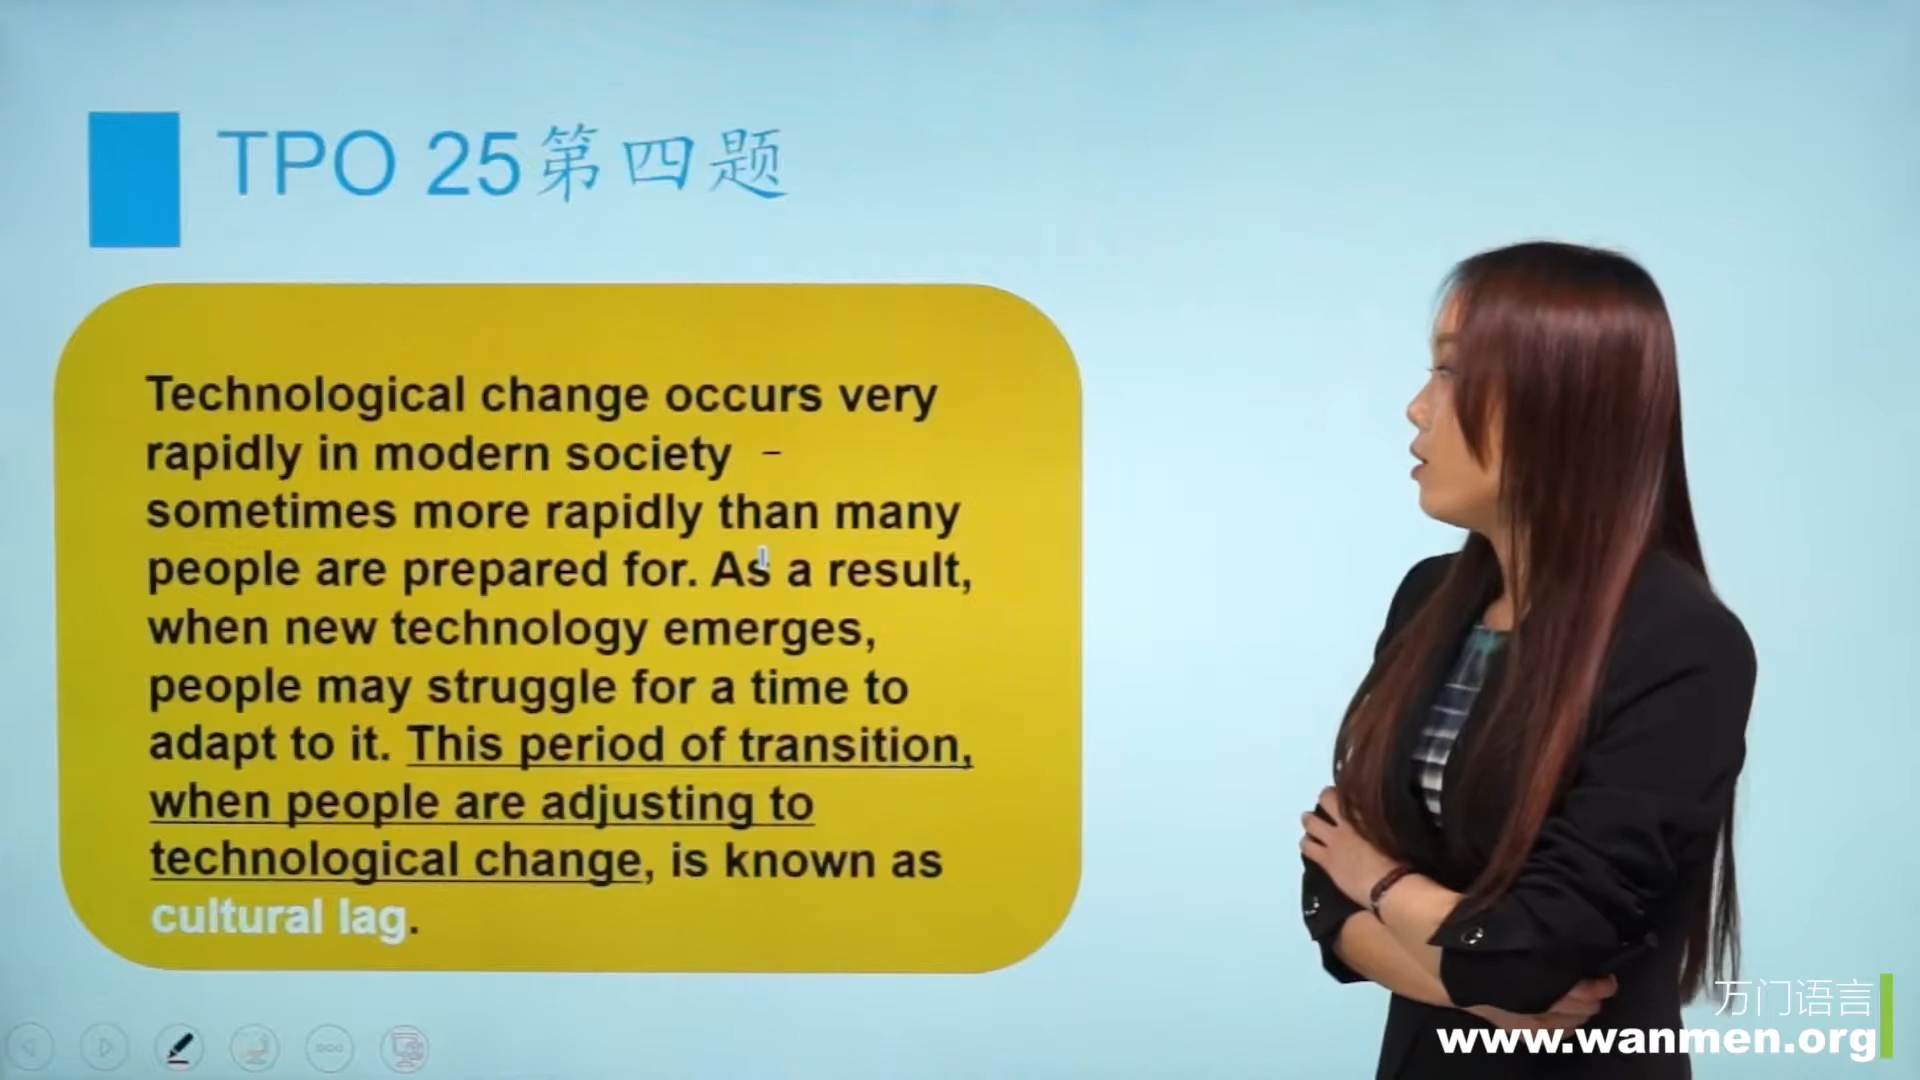 TPO 25第四题
Technological change occurs very
rapidly in modern society -
sometimes more rapidly than many
people are prepared for. As a result,
when new technology emerges,
people may struggle for a time to
adapt to it. This period of transition,
when people are adjusting to
technological change, is known as
cultural lag.
万门语言
www.wanmen.org